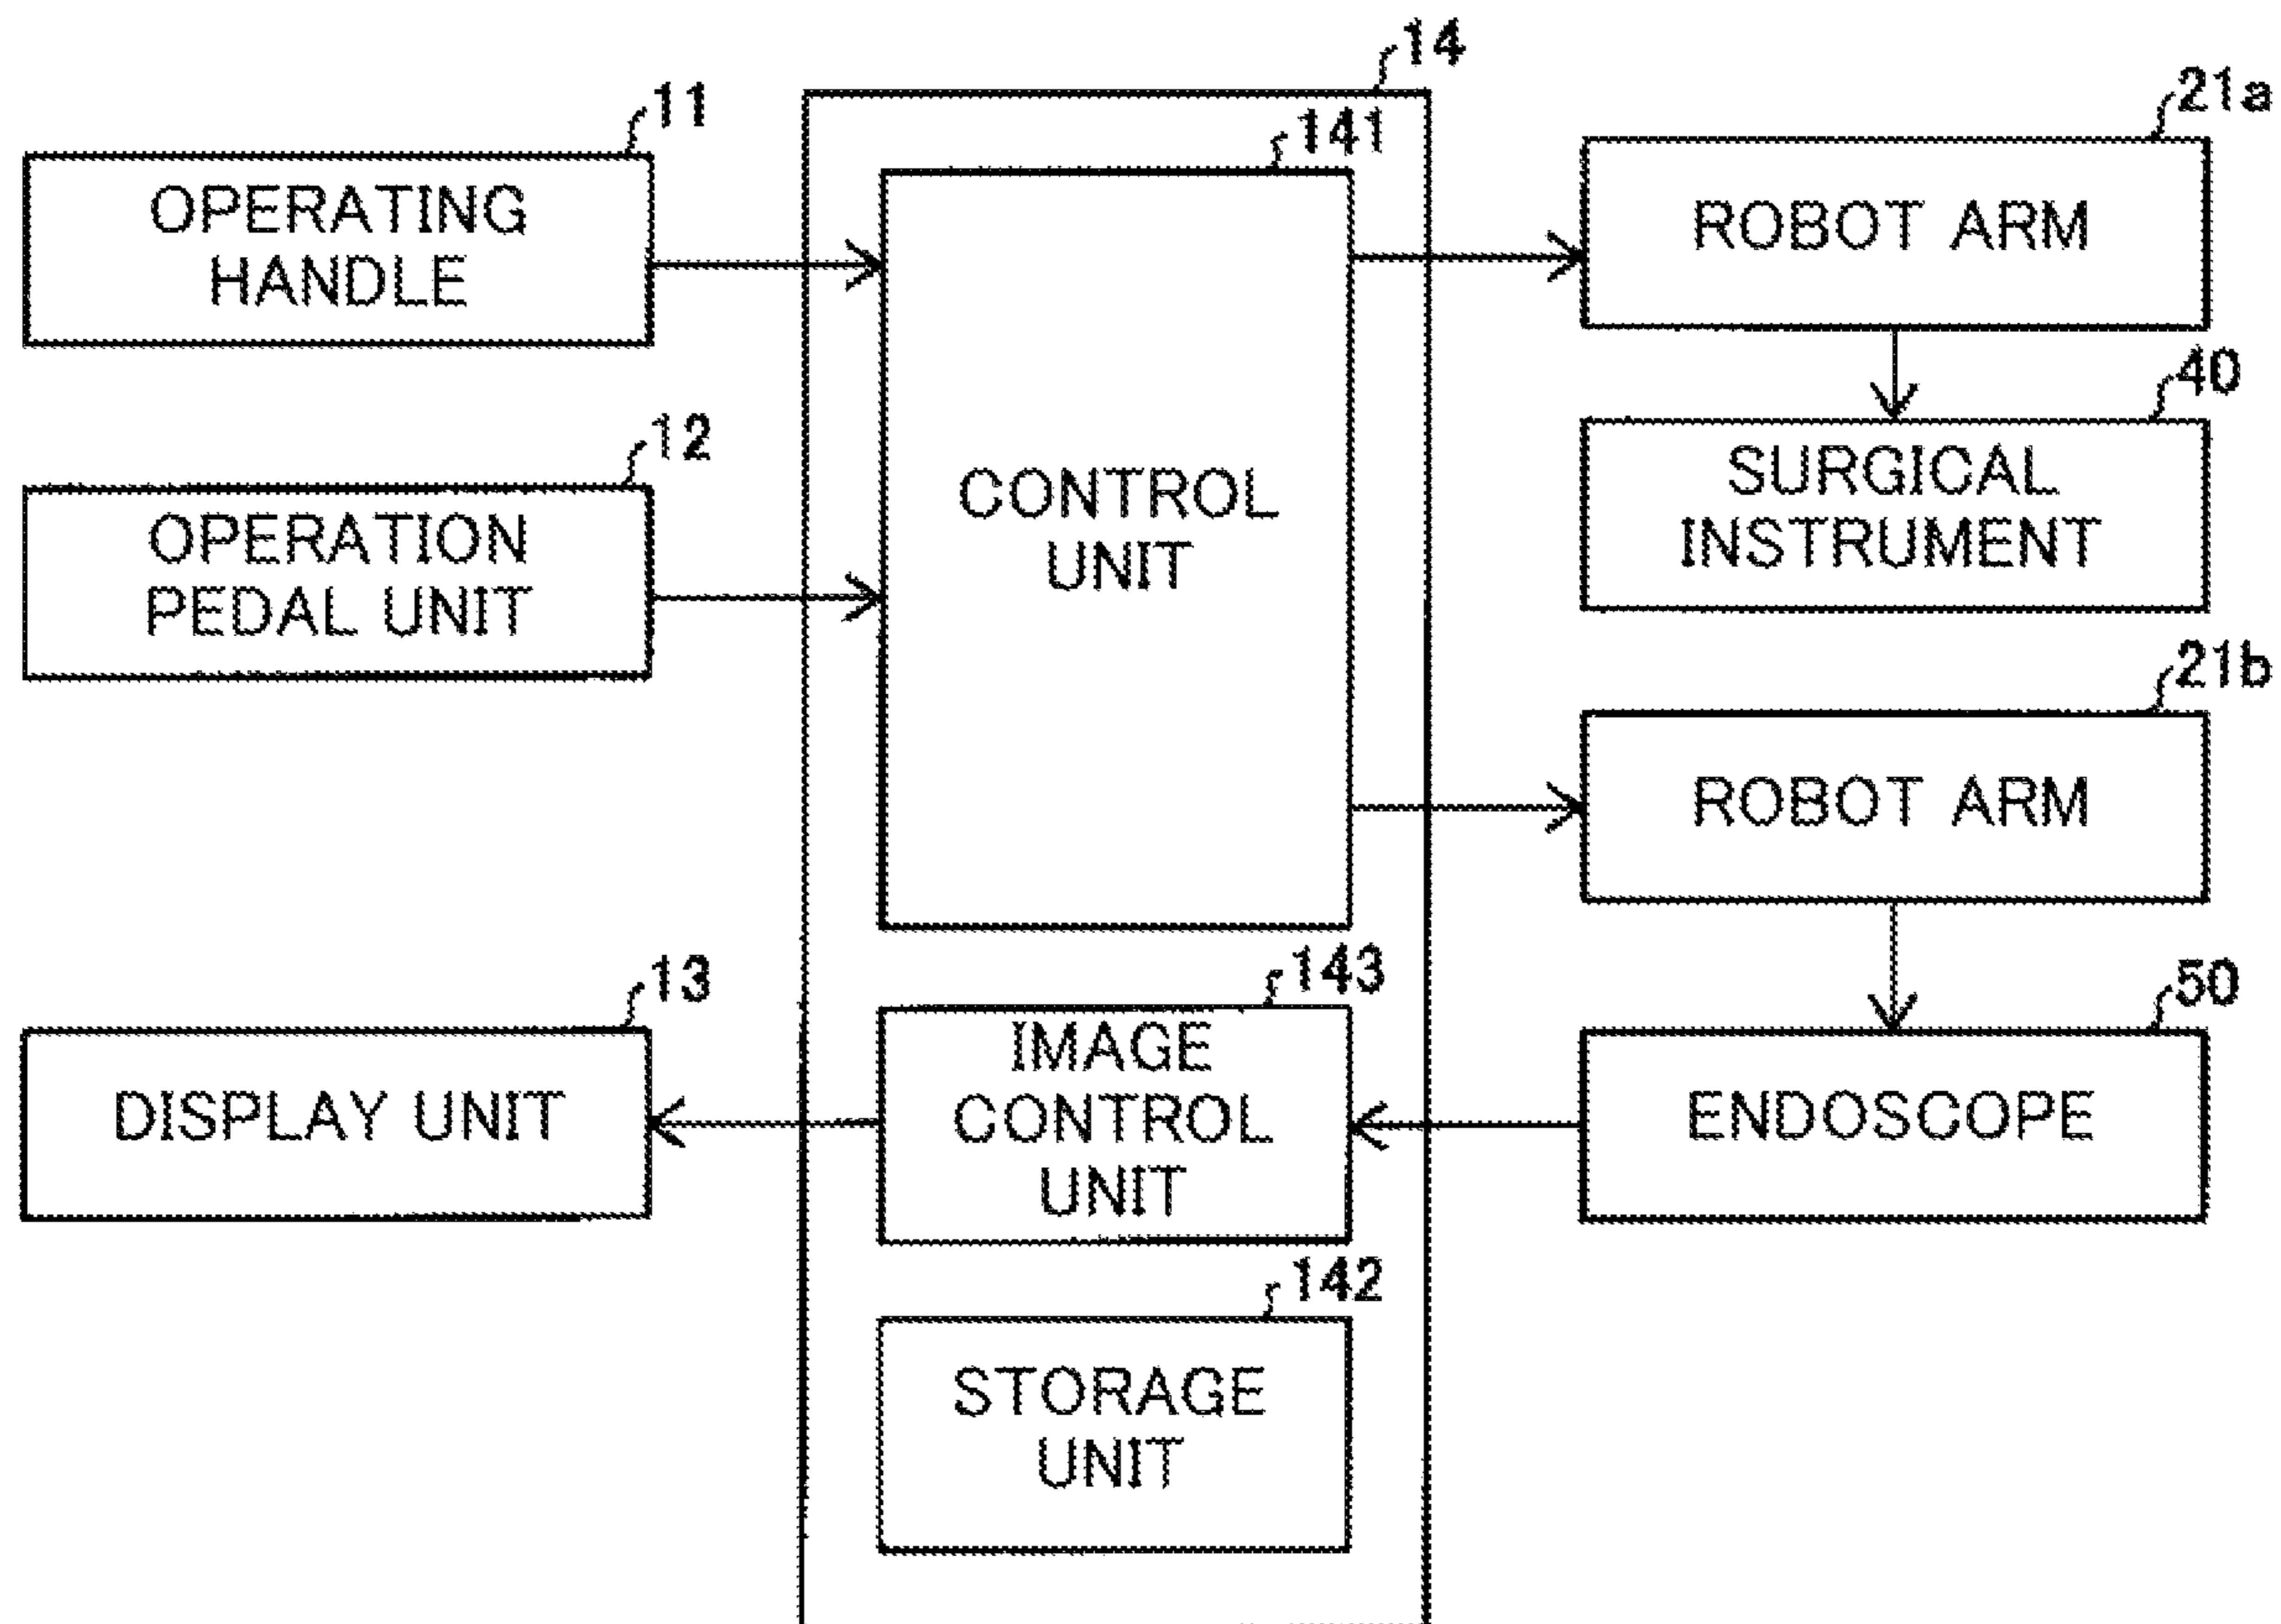 14
11
141
21a
OPERATING
HANDLE
ROBOT ARM
40
12
CONTROL
UNIT
SURGICAL
INSTRUMENT
OPERATION
PEDAL UNIT
21b
ROBOT ARM
13
143
50
DISPLAY UNIT
IMAGE
CONTROL
UNIT
ENDOSCOPE
142
STORAGE
UNIT